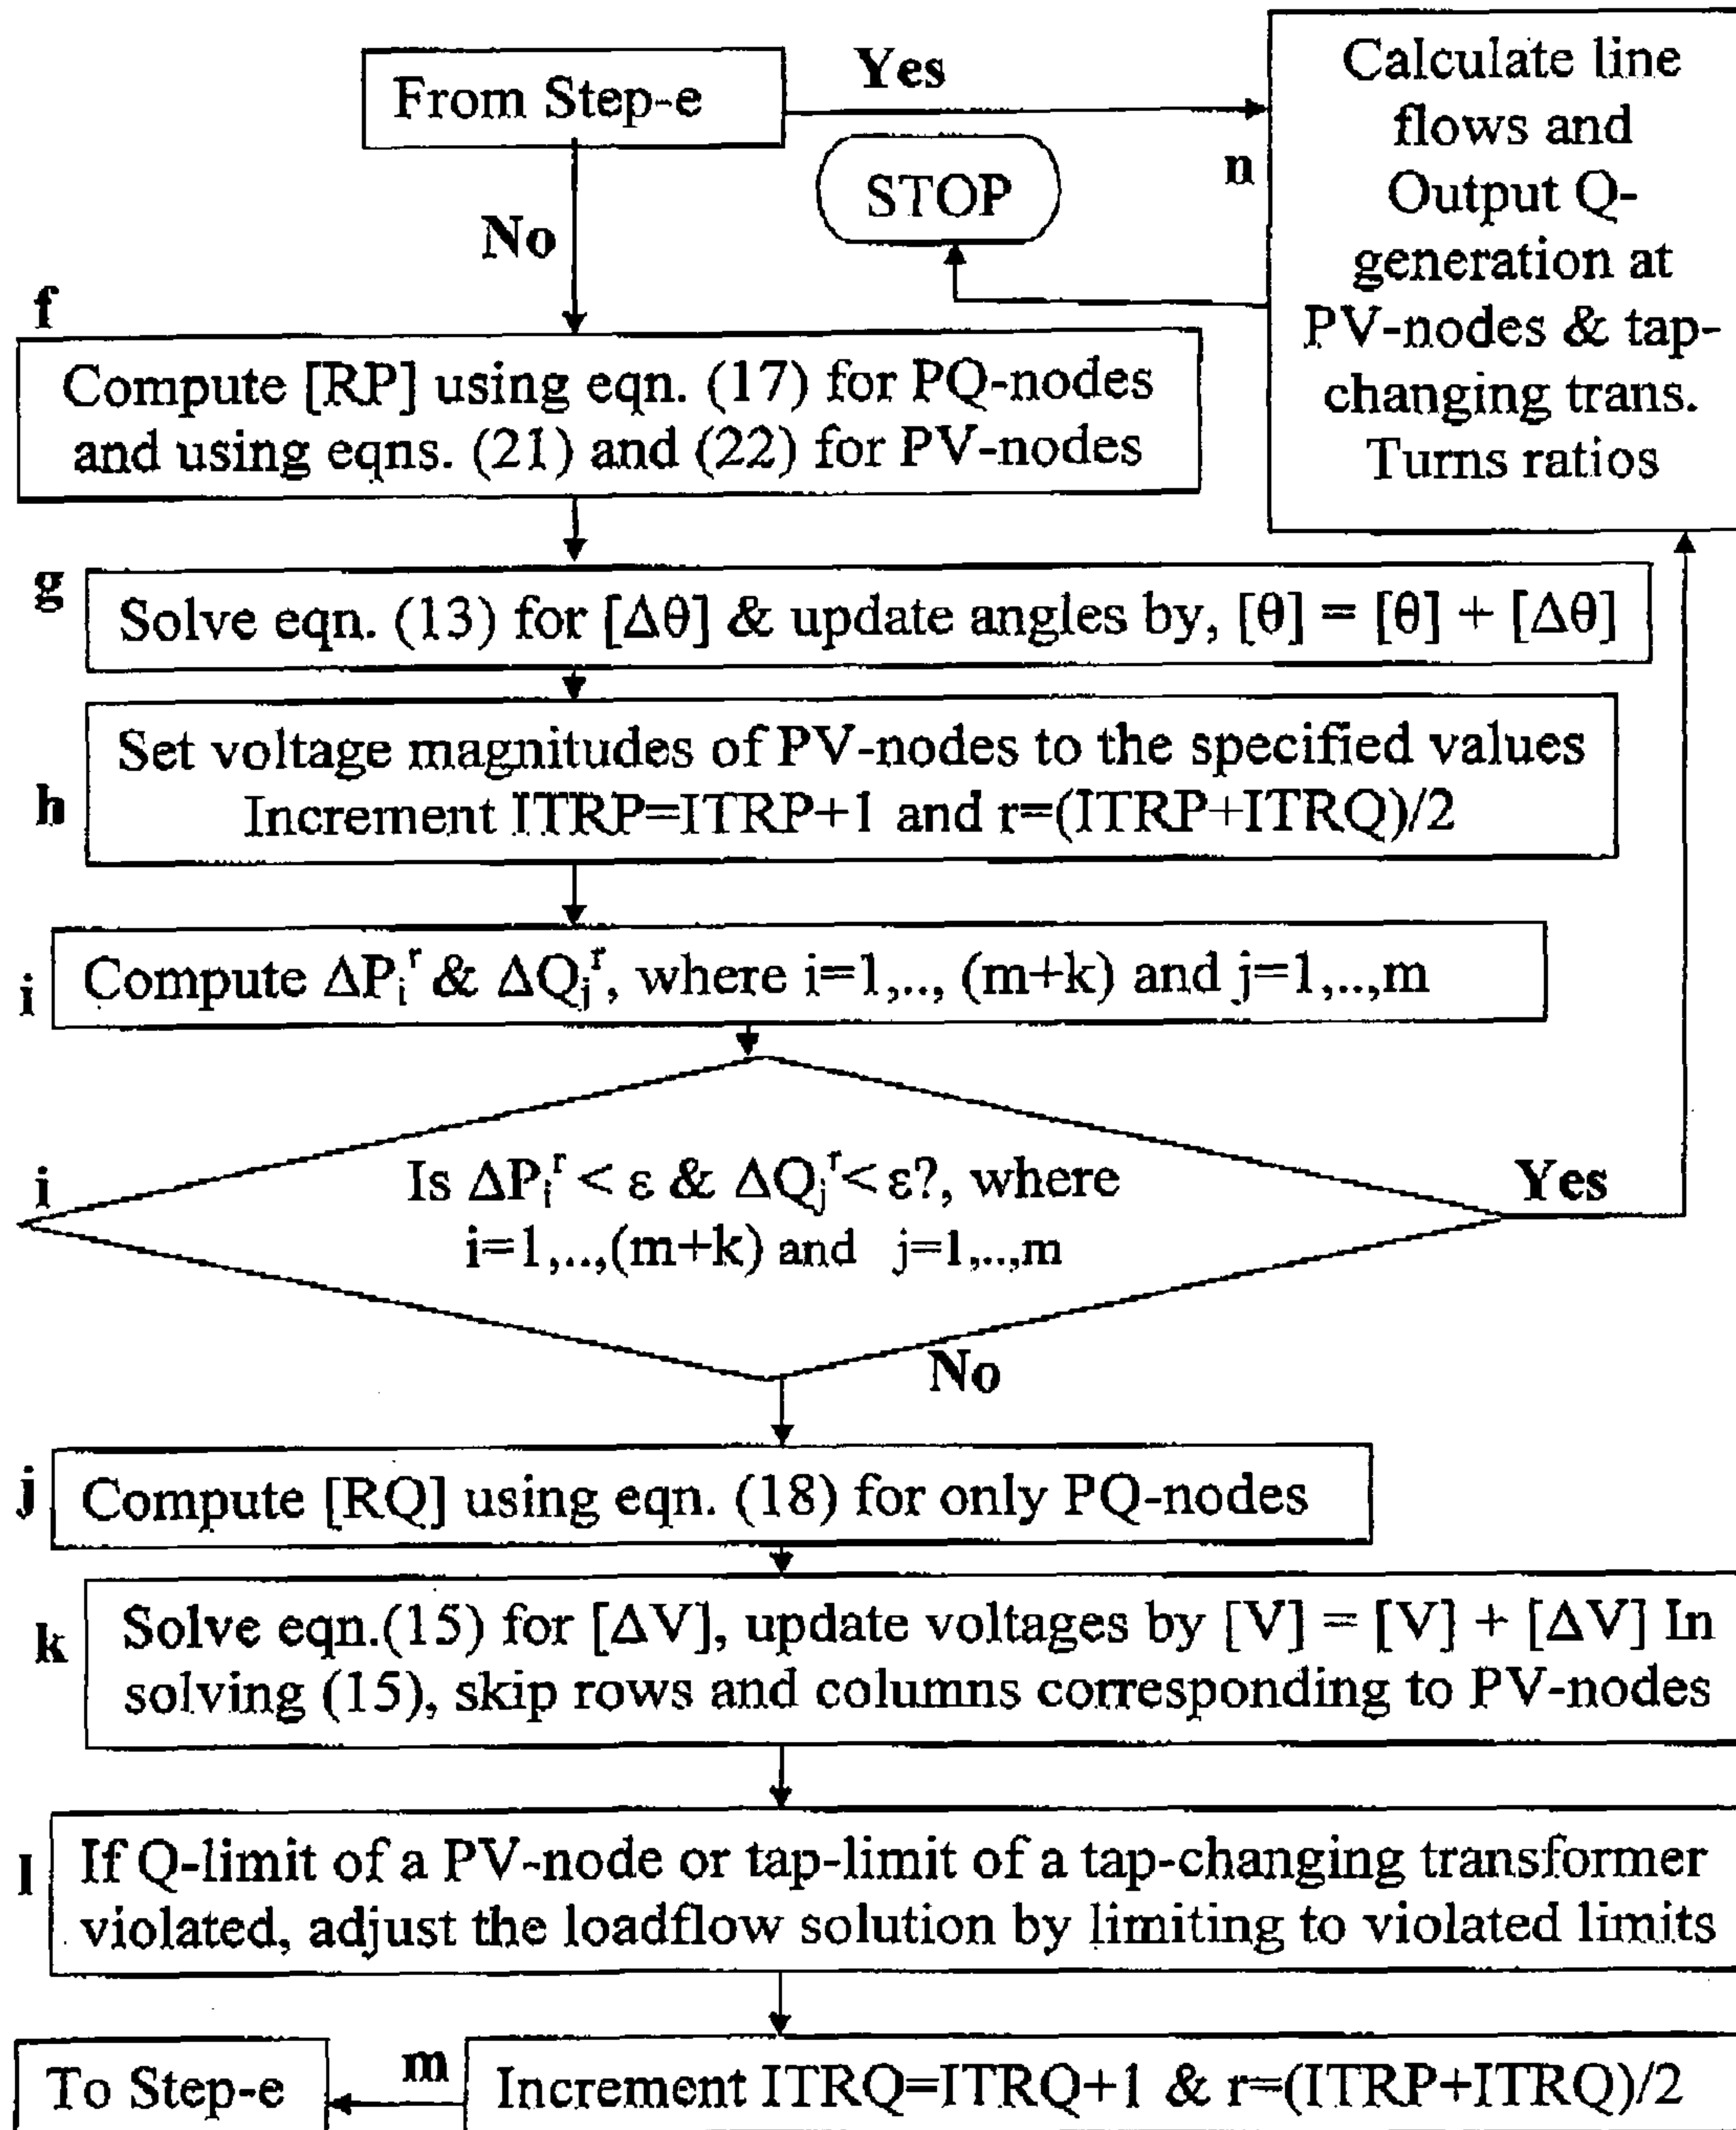 From Step-e
Yes
No
STOP
n
Calculate line
flows and
Output Q-
generation at
PV-nodes & tap-
changing trans.
Turns ratios
f
Compute [RP] using eqn. (17) for PQ-nodes
and using eqns. (21) and (22) for PV-nodes
g
Solve eqn. (13) for [Δθ] & update angles by, [θ] = [θ] + [Δθ]
h
Set voltage magnitudes of PV-nodes to the specified values
Increment ITRP=ITRP+1 and r=(ITRP+ITRQ)/2
i
Compute ΔPᵢʳ & ΔQⱼʳ, where i=1,.., (m+k) and j=1,..,m
i
Is ΔPᵢʳ < ε & ΔQⱼʳ < ε?, where
i=1,..,(m+k) and j=1,..,m
Yes
No
j
Compute [RQ] using eqn. (18) for only PQ-nodes
k
Solve eqn.(15) for [ΔV], update voltages by [V] = [V] + [ΔV] In
solving (15), skip rows and columns corresponding to PV-nodes
l
If Q-limit of a PV-node or tap-limit of a tap-changing transformer
violated, adjust the loadflow solution by limiting to violated limits
To Step-e
m
Increment ITRQ=ITRQ+1 & r=(ITRP+ITRQ)/2